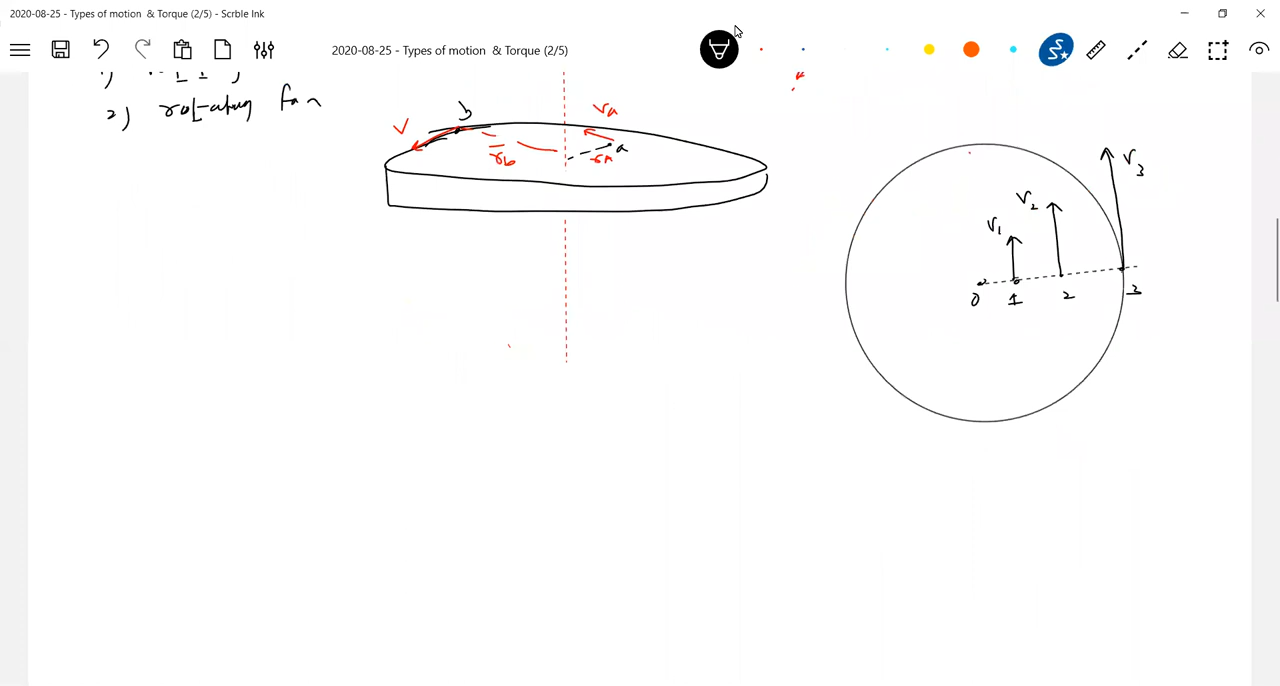 2020-08-25 - Types of motion & Torque (2/5) - Scrble Ink
2020-08-25 - Types of motion & Torque (2/5)
2) rotating fan
b
V
va
rb
rA
a
V3
V2
V1
0 1 2 3